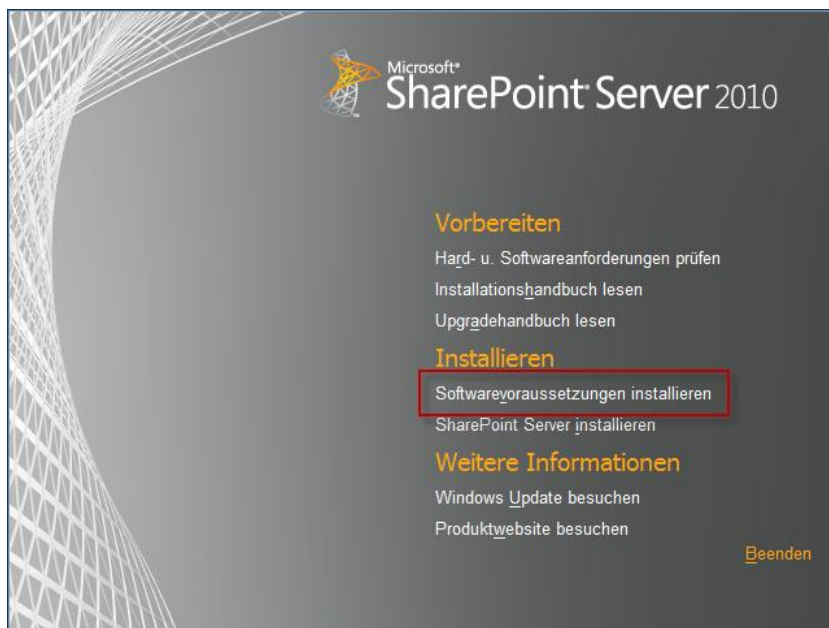 Microsoft®
SharePoint Server 2010
Vorbereiten
Hard- u. Softwareanforderungen prüfen
Installationshandbuch lesen
Upgradehandbuch lesen
Installieren
Softwarevoraussetzungen installieren
SharePoint Server installieren
Weitere Informationen
Windows Update besuchen
Produktwebsite besuchen
Beenden